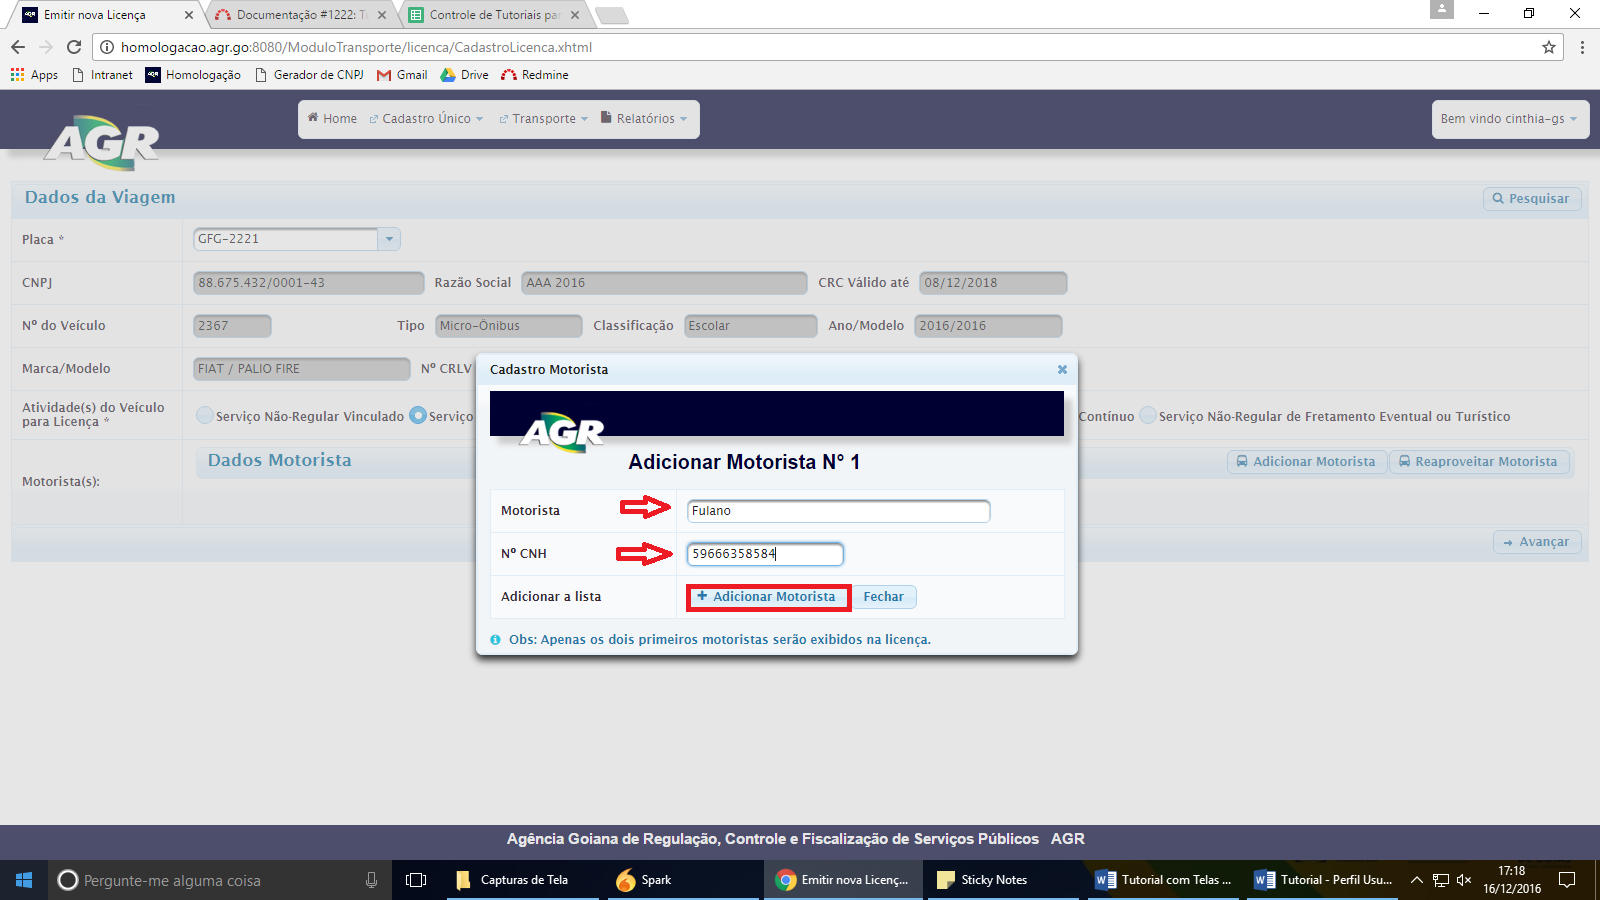 Emitir nova Licença
Documentação #1222: Tu
Controle de Tutoriais pa
homologacao.agr.go:8080/ModuloTransporte/licenca/CadastroLicenca.xhtml
Apps Intranet AGR Homologação Gerador de CNPJ Gmail Drive Redmine
AGR
Home Cadastro Único Transporte Relatórios
Bem vindo cinthia-gs
Dados da Viagem
Pesquisar
Placa * GFG-2221
CNPJ 88.675.432/0001-43 Razão Social AAA 2016 CRC Válido até 08/12/2018
Nº do Veículo 2367 Tipo Micro-Ônibus Classificação Escolar Ano/Modelo 2016/2016
Marca/Modelo FIAT / PALIO FIRE Nº CRLV
Atividade(s) do Veículo
para Licença *
Serviço Não-Regular Vinculado Serviço Contínuo Serviço Não-Regular de Fretamento Eventual ou Turístico
Motorista(s):
Dados Motorista
Adicionar Motorista Reaproveitar Motorista
Avançar
Cadastro Motorista
AGR
Adicionar Motorista N° 1
Motorista Fulano
Nº CNH 59666358584
Adicionar a lista + Adicionar Motorista Fechar
Obs: Apenas os dois primeiros motoristas serão exibidos na licença.
Agência Goiana de Regulação, Controle e Fiscalização de Serviços Públicos AGR
Pergunte-me alguma coisa
Capturas de Tela
Spark
Emitir nova Licenç...
Sticky Notes
Tutorial com Telas ...
Tutorial - Perfil Usu...
17:18
16/12/2016